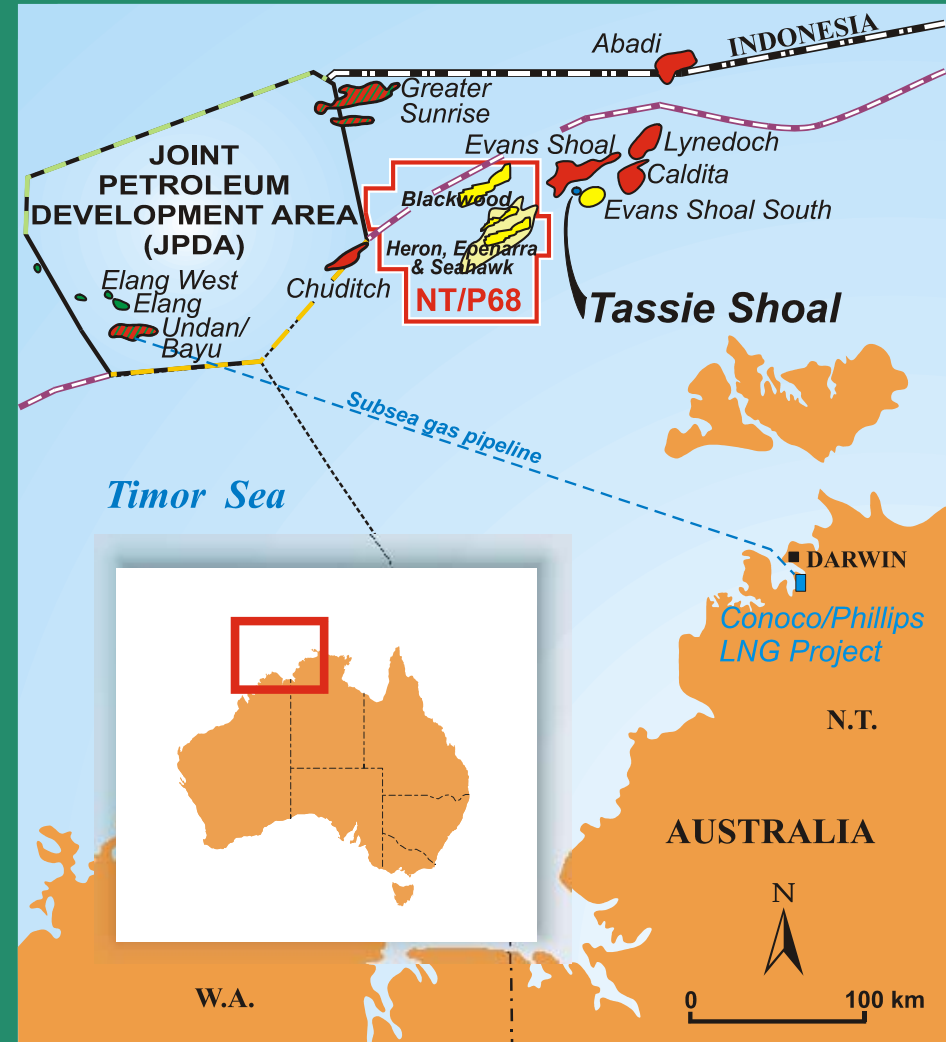 INDONESIA
Abadi
Greater
Sunrise
Evans Shoal
Lynedoch
Caldita
Evans Shoal South
JOINT
PETROLEUM
DEVELOPMENT AREA
(JPDA)
Blackwood
Heron, Epenarra
& Seahawk
NT/P68
Chuditch
Tassie Shoal
Elang West
Elang
Undan/
Bayu
Subsea gas pipeline
Timor Sea
DARWIN
Conoco/Phillips
LNG Project
N.T.
AUSTRALIA
N
W.A.
0 100 km